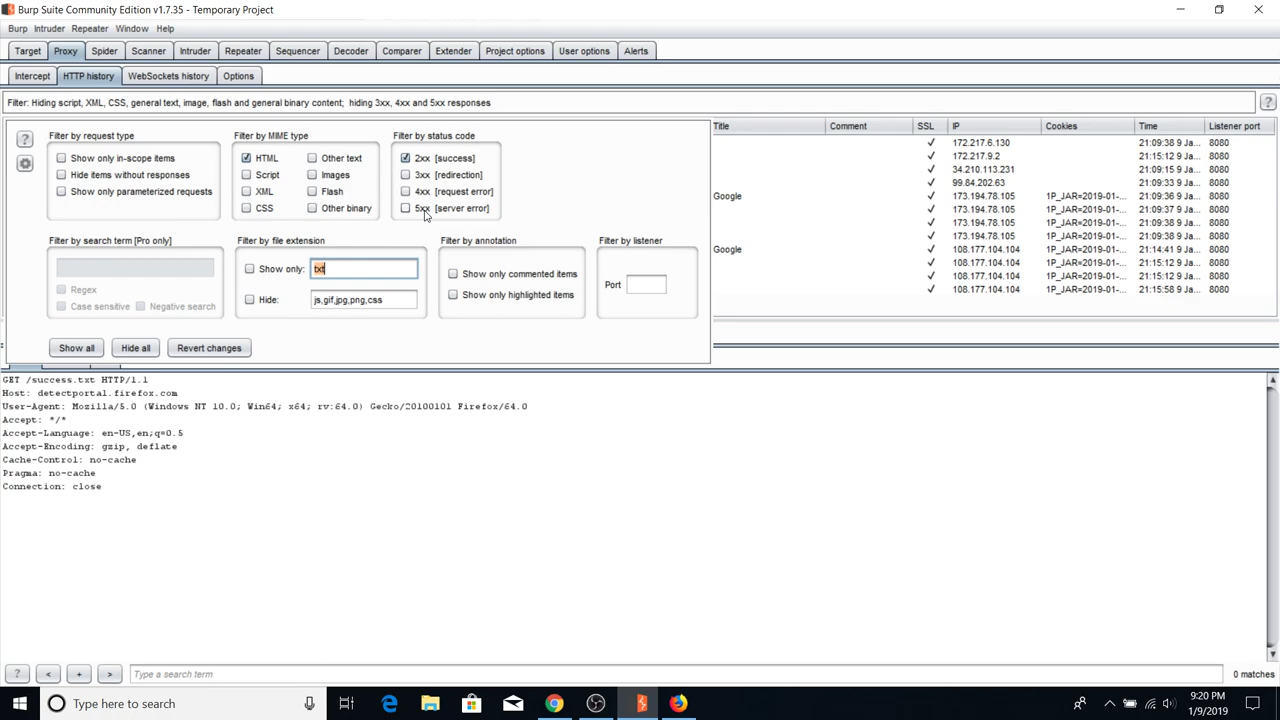 Burp Suite Community Edition v1.7.35 - Temporary Project
Burp Intruder Repeater Window Help
Target Proxy Spider Scanner Intruder Repeater Sequencer Decoder Comparer Extender Project options User options Alerts
Intercept HTTP history WebSockets history Options
Filter: Hiding script, XML, CSS, general text, image, flash and general binary content; hiding 3xx, 4xx and 5xx responses ?
Title Comment SSL IP Cookies Time Listener port
172.217.6.130 21:09:38 9 Ja... 8080
172.217.9.2 21:15:12 9 Ja... 8080
34.210.113.231 21:09:33 9 Ja... 8080
99.84.202.63 21:15:59 9 Ja... 8080
Google 173.194.78.105 1P_JAR=2019-01-... 21:09:38 9 Ja... 8080
173.194.78.105 1P_JAR=2019-01-... 21:09:38 9 Ja... 8080
173.194.78.105 1P_JAR=2019-01-... 21:09:38 9 Ja... 8080
Google 108.177.104.104 1P_JAR=2019-01-... 21:14:41 9 Ja... 8080
108.177.104.104 1P_JAR=2019-01-... 21:15:12 9 Ja... 8080
108.177.104.104 1P_JAR=2019-01-... 21:15:12 9 Ja... 8080
108.177.104.104 1P_JAR=2019-01-... 21:15:58 9 Ja... 8080
?
Filter by request type
Show only in-scope items
Hide items without responses
Show only parameterized requests
Filter by MIME type
HTML Other text
Script Images
XML Flash
CSS Other binary
Filter by status code
2xx [success]
3xx [redirection]
4xx [request error]
5xx [server error]
Filter by search term [Pro only]
Regex
Case sensitive Negative search
Filter by file extension
Show only: txt
Hide: js,gif,jpg,png,css
Filter by annotation
Show only commented items
Show only highlighted items
Filter by listener
Port
Show all Hide all Revert changes
GET /success.txt HTTP/1.1
Host: detectportal.firefox.com
User-Agent: Mozilla/5.0 (Windows NT 10.0; Win64; x64; rv:64.0) Gecko/20100101 Firefox/64.0
Accept: */*
Accept-Language: en-US,en;q=0.5
Accept-Encoding: gzip, deflate
Cache-Control: no-cache
Pragma: no-cache
Connection: close
? < + > Type a search term 0 matches
Type here to search
9:20 PM
1/9/2019